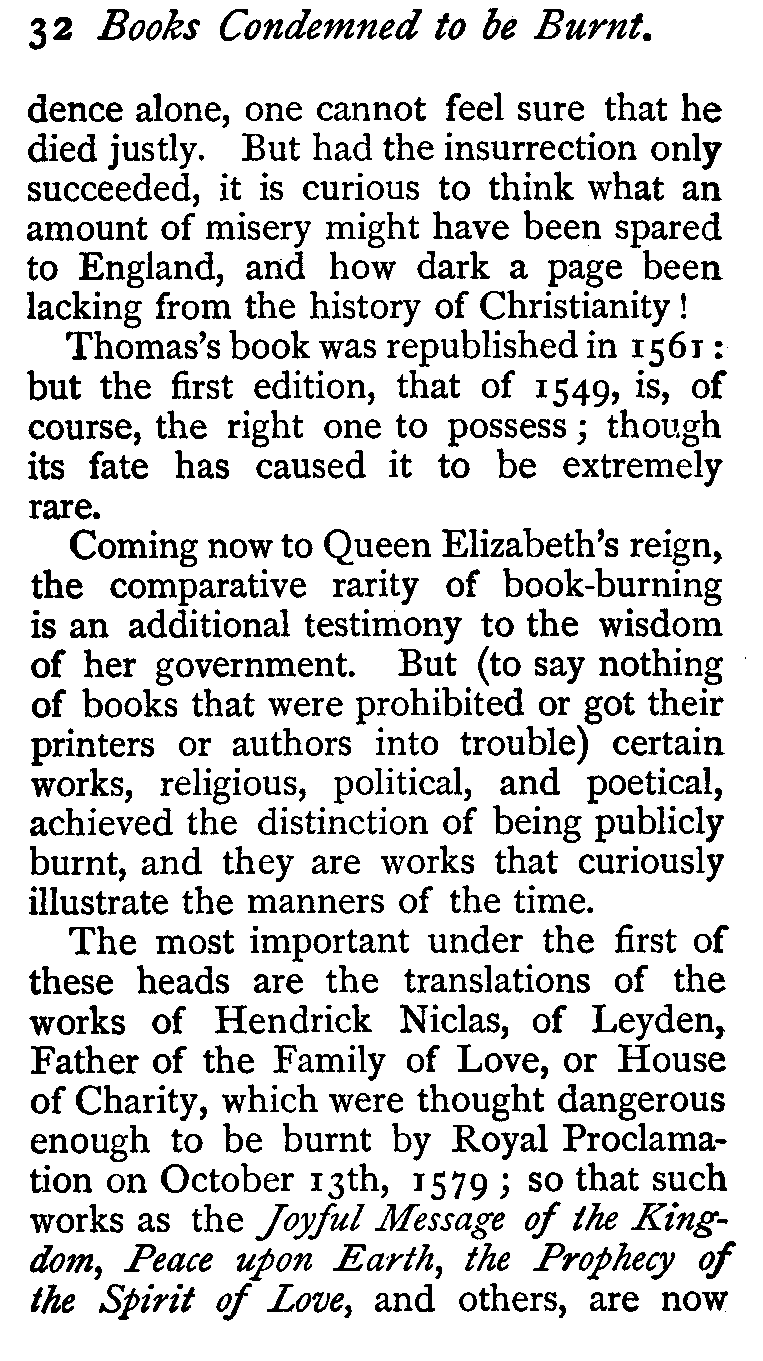 32 Books Condemned to be Burnt.
dence alone, one cannot feel sure that he
died justly. But had the insurrection only
succeeded, it is curious to think what an
amount of misery might have been spared
to England, and how dark a page been
lacking from the history of Christianity !
Thomas's book was republished in 1561 :
but the first edition, that of 1549, is, of
course, the right one to possess ; though
its fate has caused it to be extremely
rare.
Coming now to Queen Elizabeth's reign,
the comparative rarity of book-burning
is an additional testimony to the wisdom
of her government. But (to say nothing
of books that were prohibited or got their
printers or authors into trouble) certain
works, religious, political, and poetical,
achieved the distinction of being publicly
burnt, and they are works that curiously
illustrate the manners of the time.
The most important under the first of
these heads are the translations of the
works of Hendrick Niclas, of Leyden,
Father of the Family of Love, or House
of Charity, which were thought dangerous
enough to be burnt by Royal Proclama-
tion on October 13th, 1579 ; so that such
works as the Joyful Message of the King-
dom, Peace upon Earth, the Prophecy of
the Spirit of Love, and others, are now